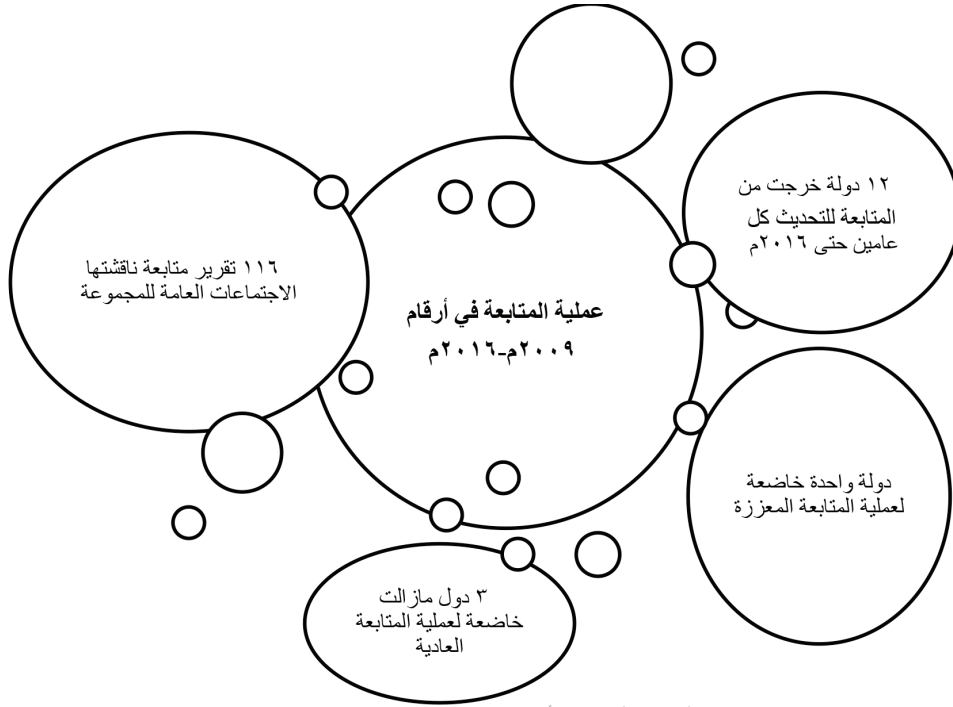 عملية المتابعة في أرقام
٢٠٠٩م-٢٠١٦م
١٢ دولة خرجت من
المتابعة للتحديث كل
عامين حتى ٢٠١٦م
١١٦ تقرير متابعة ناقشتها
الاجتماعات العامة للمجموعة
دولة واحدة خاضعة
لعملية المتابعة المعززة
٣ دول مازالت
خاضعة لعملية المتابعة
العادية